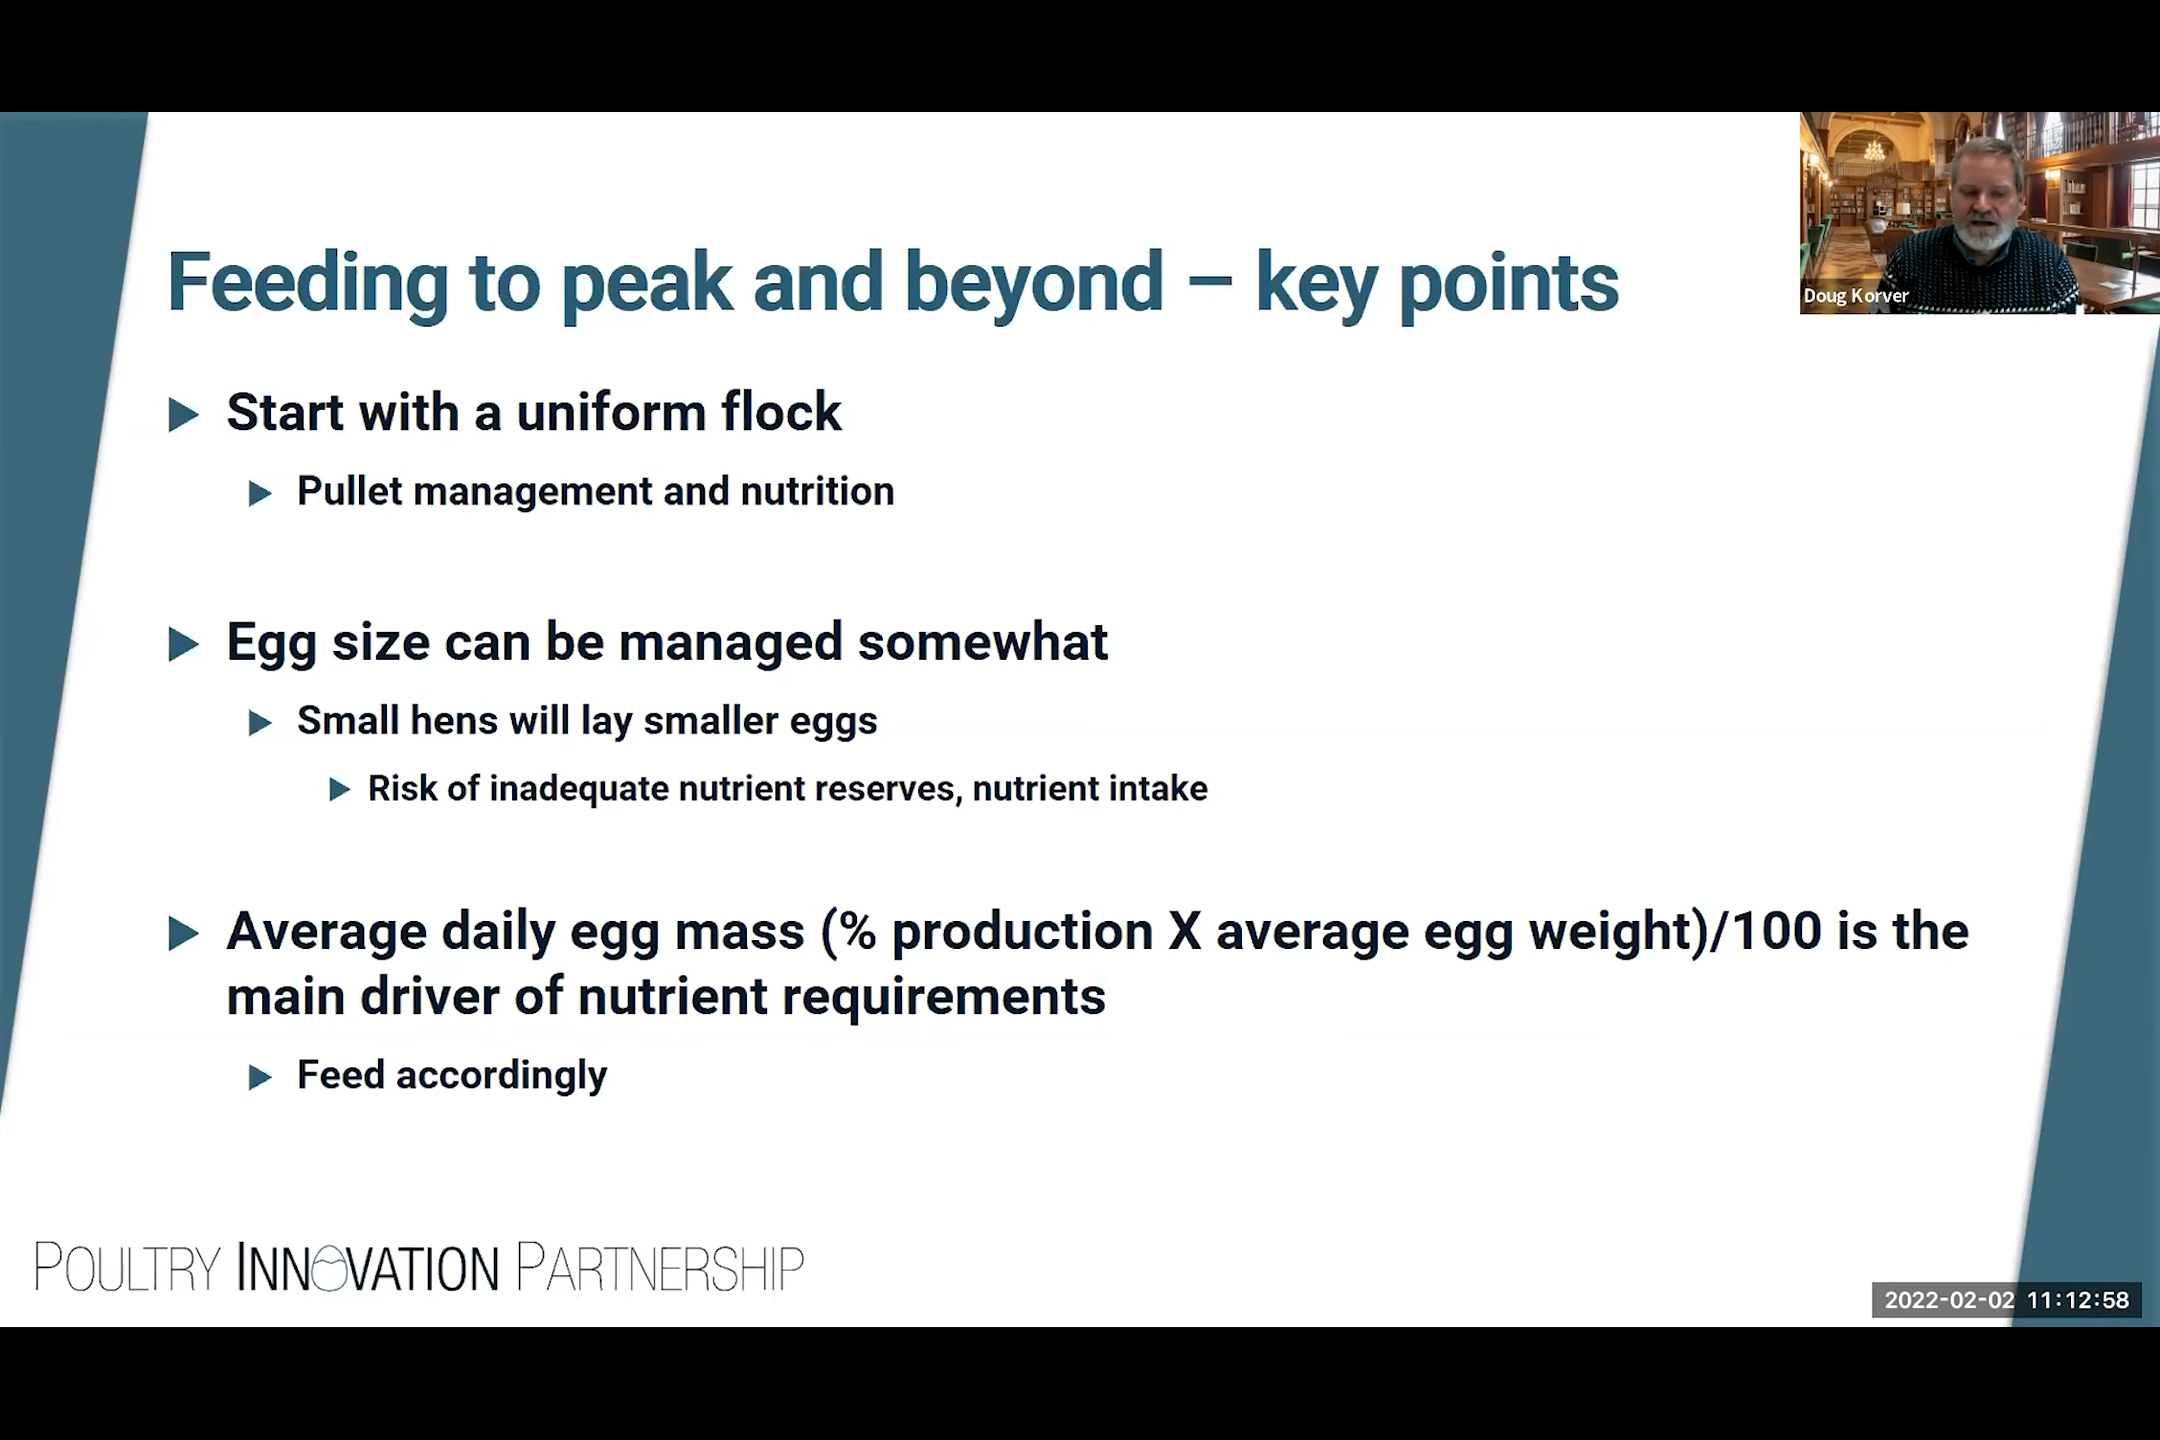 Feeding to peak and beyond – key points
Doug Korver
Start with a uniform flock
Pullet management and nutrition
Egg size can be managed somewhat
Small hens will lay smaller eggs
Risk of inadequate nutrient reserves, nutrient intake
Average daily egg mass (% production X average egg weight)/100 is the
main driver of nutrient requirements
Feed accordingly
POULTRY INNOVATION PARTNERSHIP
2022-02-02 11:12:58